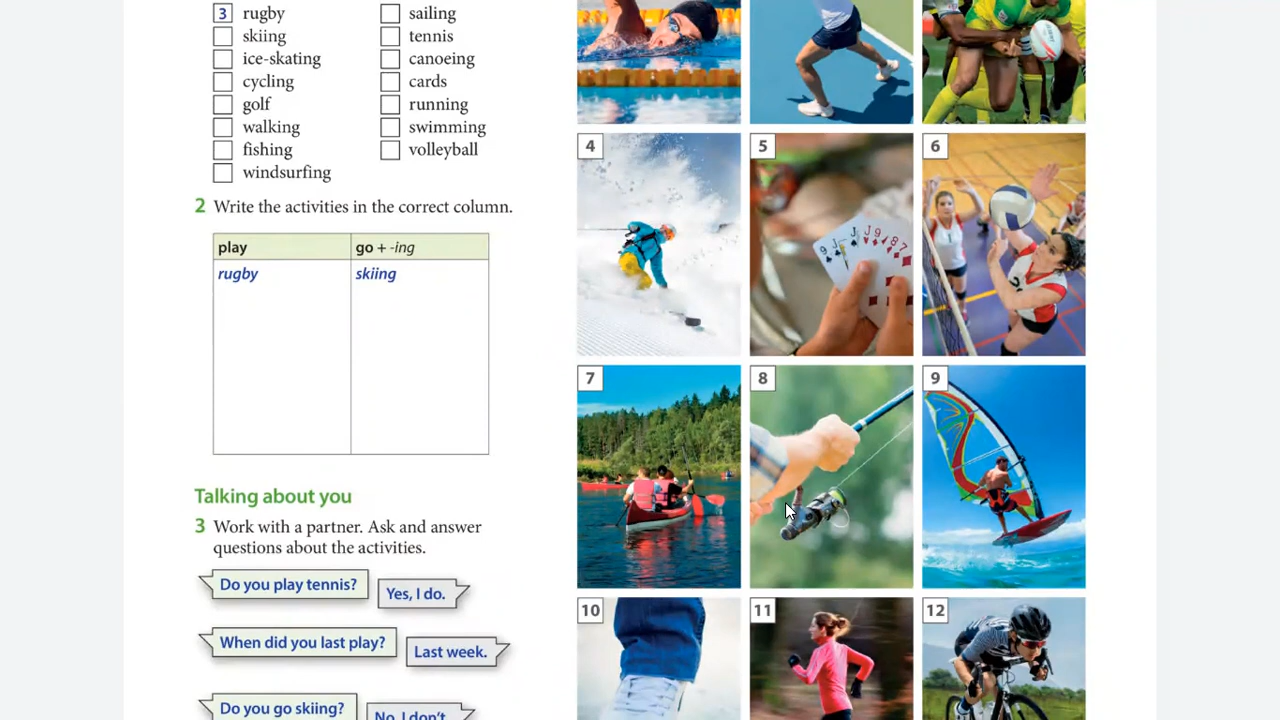 3 rugby
skiing
ice-skating
cycling
golf
walking
fishing
windsurfing
sailing
tennis
canoeing
cards
running
swimming
volleyball
2 Write the activities in the correct column.
play go + -ing
rugby skiing
Talking about you
3 Work with a partner. Ask and answer
questions about the activities.
Do you play tennis?
Yes, I do.
When did you last play?
Last week.
Do you go skiing?
No, I don't.
4
5
6
7
8
9
10
11
12